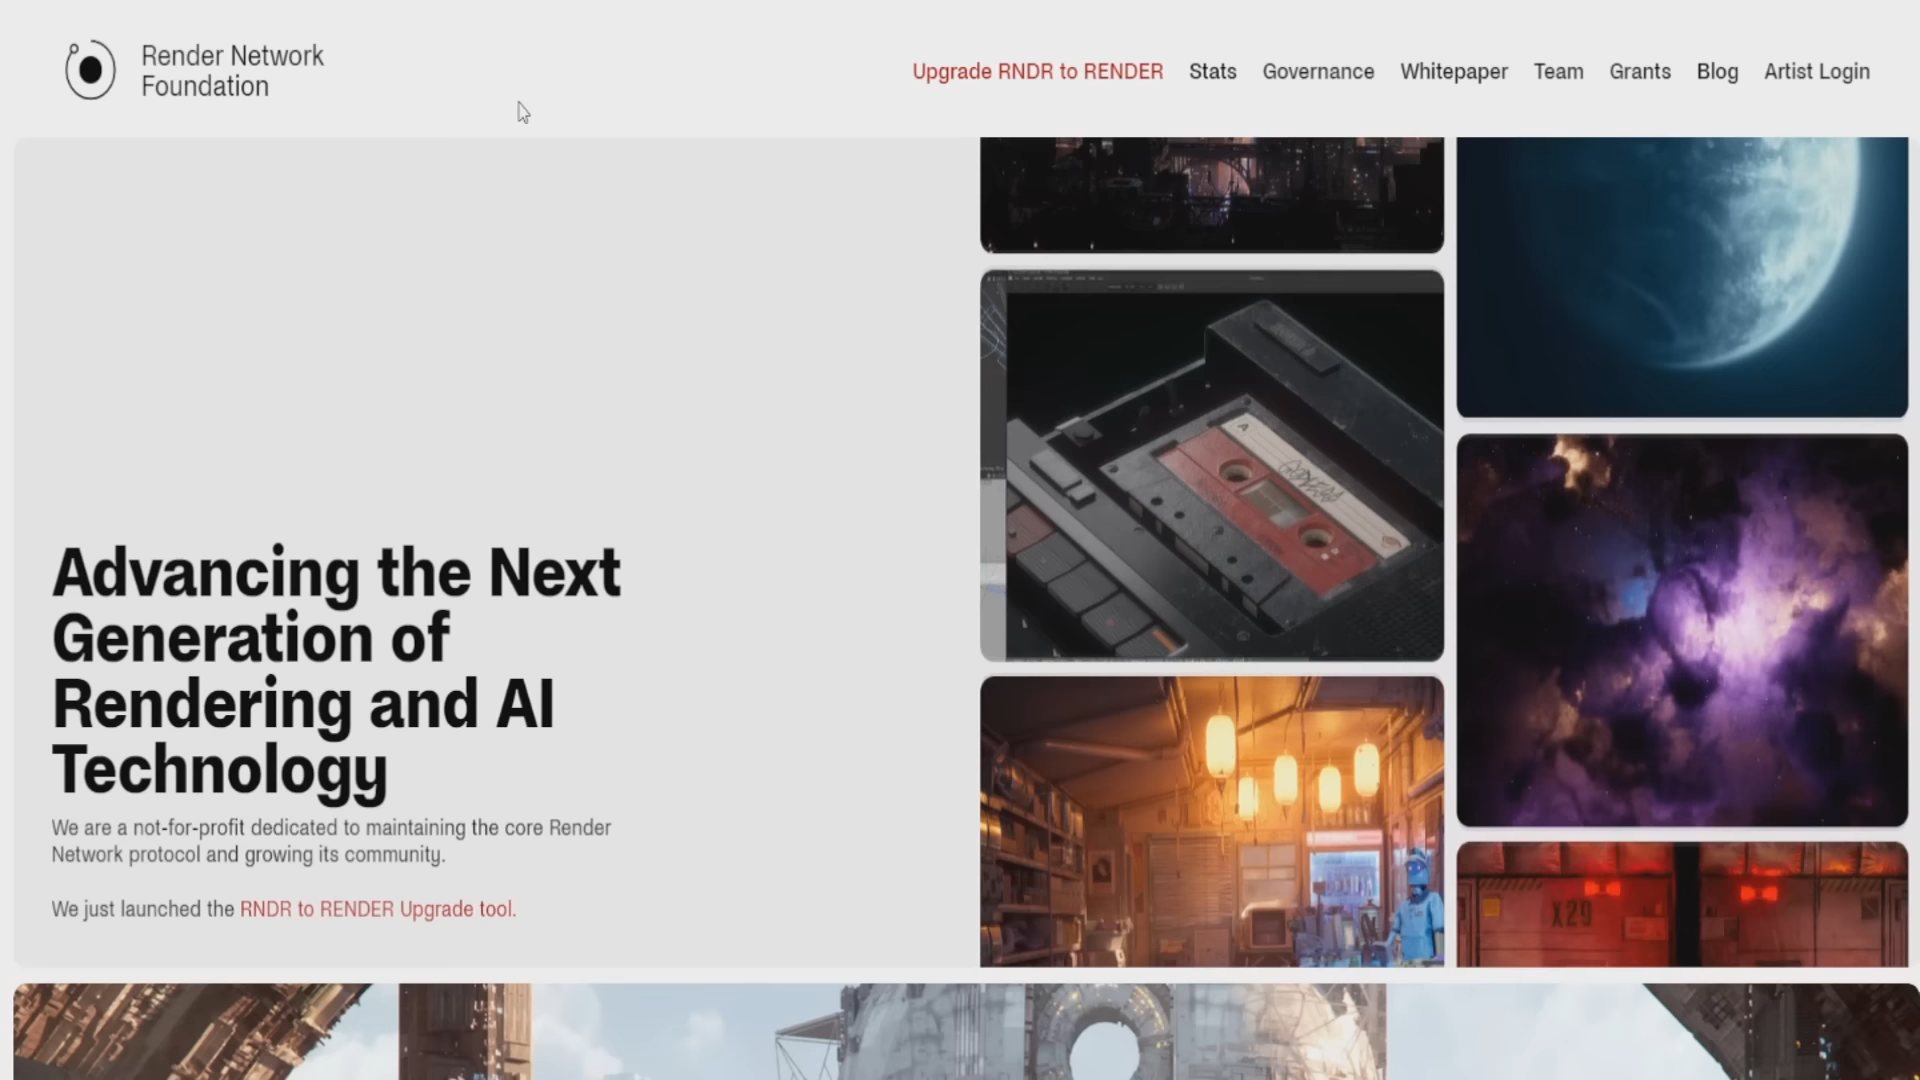 Render Network
Foundation
Upgrade RNDR to RENDER Stats Governance Whitepaper Team Grants Blog Artist Login
Advancing the Next
Generation of
Rendering and AI
Technology
We are a not-for-profit dedicated to maintaining the core Render
Network protocol and growing its community.
We just launched the RNDR to RENDER Upgrade tool.
A
X29